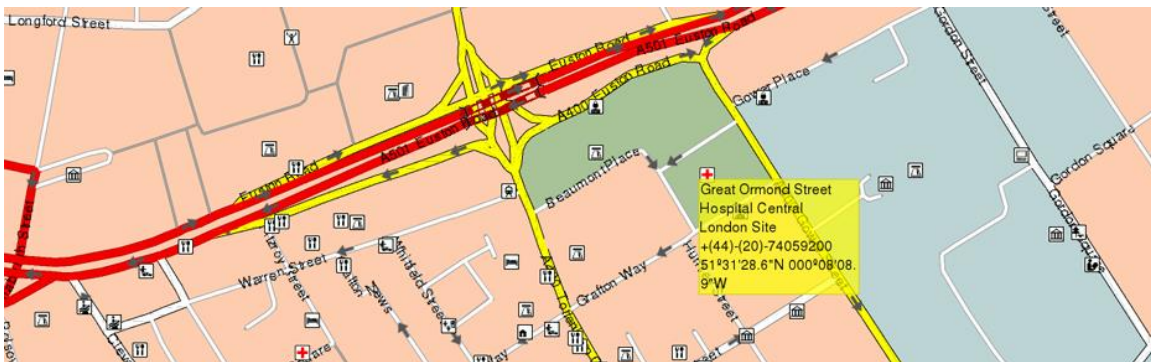 Longford Street
Euston Road
A501 Euston Road
A400 Euston Road
Gower Place
Gordon Street
Gordon Square
Euston Road
A501 Euston Road
Beaumont Place
Great Ormond Street
Hospital Central
London Site
+(44)-(20)-74059200
51º31'28.6"N 000º08'08.
9"W
Warren Street
Whitfield Street
Grafton Way
Mews